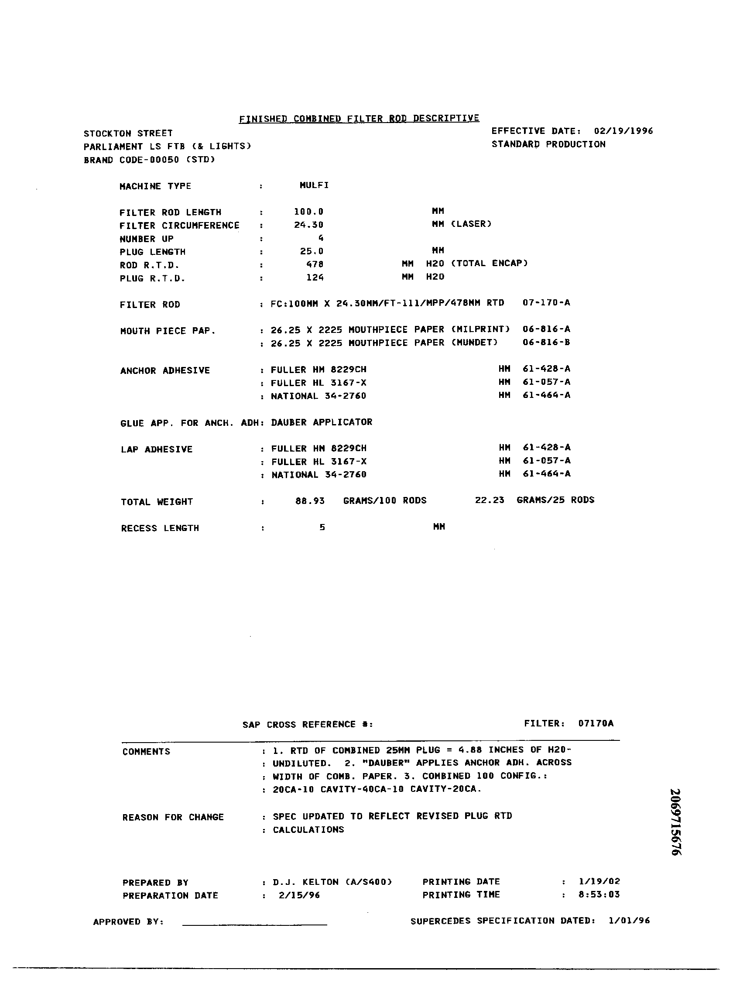 FINISHED COMBINED FILTER ROD DESCRIPTIVE
STOCKTON STREET EFFECTIVE DATE: 02/19/1996
PARLIAMENT LS FTB (& LIGHTS) STANDARD PRODUCTION
BRAND CODE-00050 (STD)
MACHINE TYPE : MULFI
FILTER ROD LENGTH : 100.0 MM
FILTER CIRCUMFERENCE : 24.30 MM (LASER)
NUMBER UP : 4
PLUG LENGTH : 25.0 MM
ROD R.T.D. : 478 MM H2O (TOTAL ENCAP)
PLUG R.T.D. : 124 MM H2O
FILTER ROD : FC:100MM X 24.30MM/FT-111/MPP/478MM RTD 07-170-A
MOUTH PIECE PAP. : 26.25 X 2225 MOUTHPIECE PAPER (MILPRINT) 06-816-A
: 26.25 X 2225 MOUTHPIECE PAPER (MUNDET) 06-816-B
ANCHOR ADHESIVE : FULLER HM 8229CH HM 61-428-A
: FULLER HL 3167-X HM 61-057-A
: NATIONAL 34-2760 HM 61-464-A
GLUE APP. FOR ANCH. ADH: DAUBER APPLICATOR
LAP ADHESIVE : FULLER HM 8229CH HM 61-428-A
: FULLER HL 3167-X HM 61-057-A
: NATIONAL 34-2760 HM 61-464-A
TOTAL WEIGHT : 88.93 GRAMS/100 RODS 22.23 GRAMS/25 RODS
RECESS LENGTH : 5 MM
SAP CROSS REFERENCE #: FILTER: 07170A
COMMENTS : 1. RTD OF COMBINED 25MM PLUG = 4.88 INCHES OF H20-
: UNDILUTED. 2. "DAUBER" APPLIES ANCHOR ADH. ACROSS
: WIDTH OF COMB. PAPER. 3. COMBINED 100 CONFIG.:
: 20CA-10 CAVITY-40CA-10 CAVITY-20CA.
REASON FOR CHANGE : SPEC UPDATED TO REFLECT REVISED PLUG RTD
: CALCULATIONS
2069715676
PREPARED BY : D.J. KELTON (A/S400) PRINTING DATE : 1/19/02
PREPARATION DATE : 2/15/96 PRINTING TIME : 8:53:03
APPROVED BY: SUPERCEDES SPECIFICATION DATED: 1/01/96